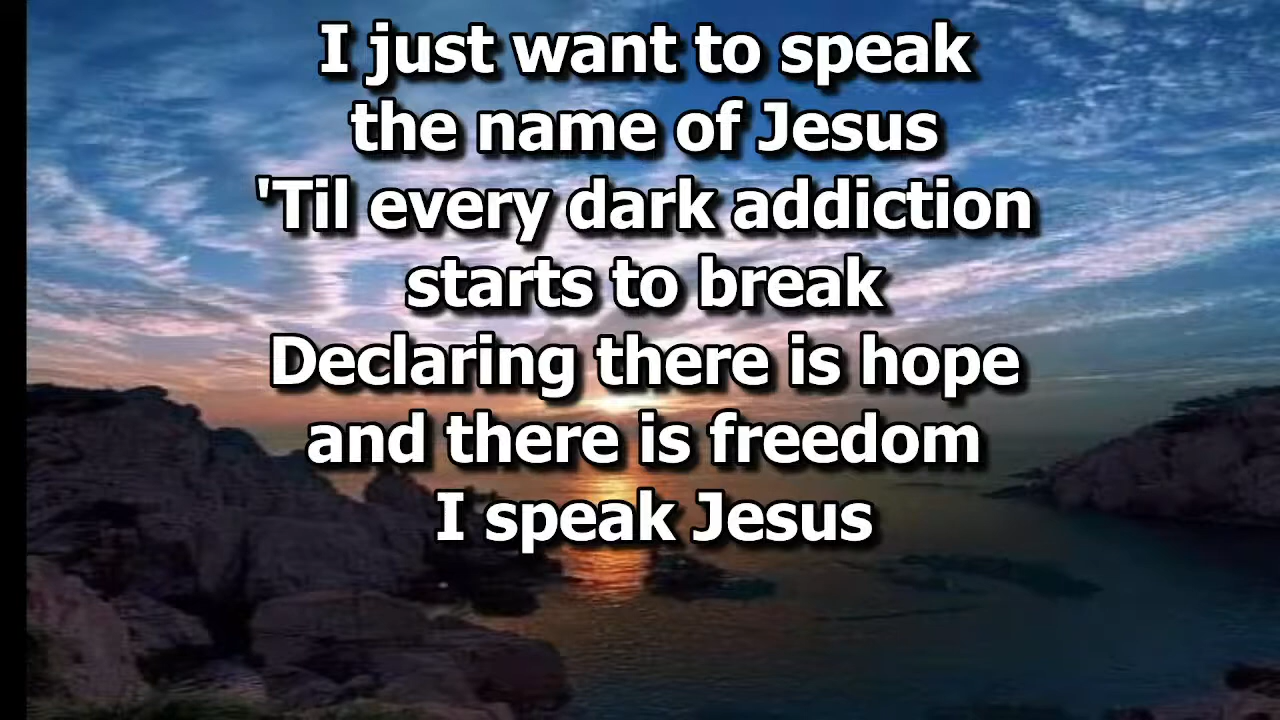 I just want to speak
the name of Jesus
'Til every dark addiction
starts to break
Declaring there is hope
and there is freedom
I speak Jesus